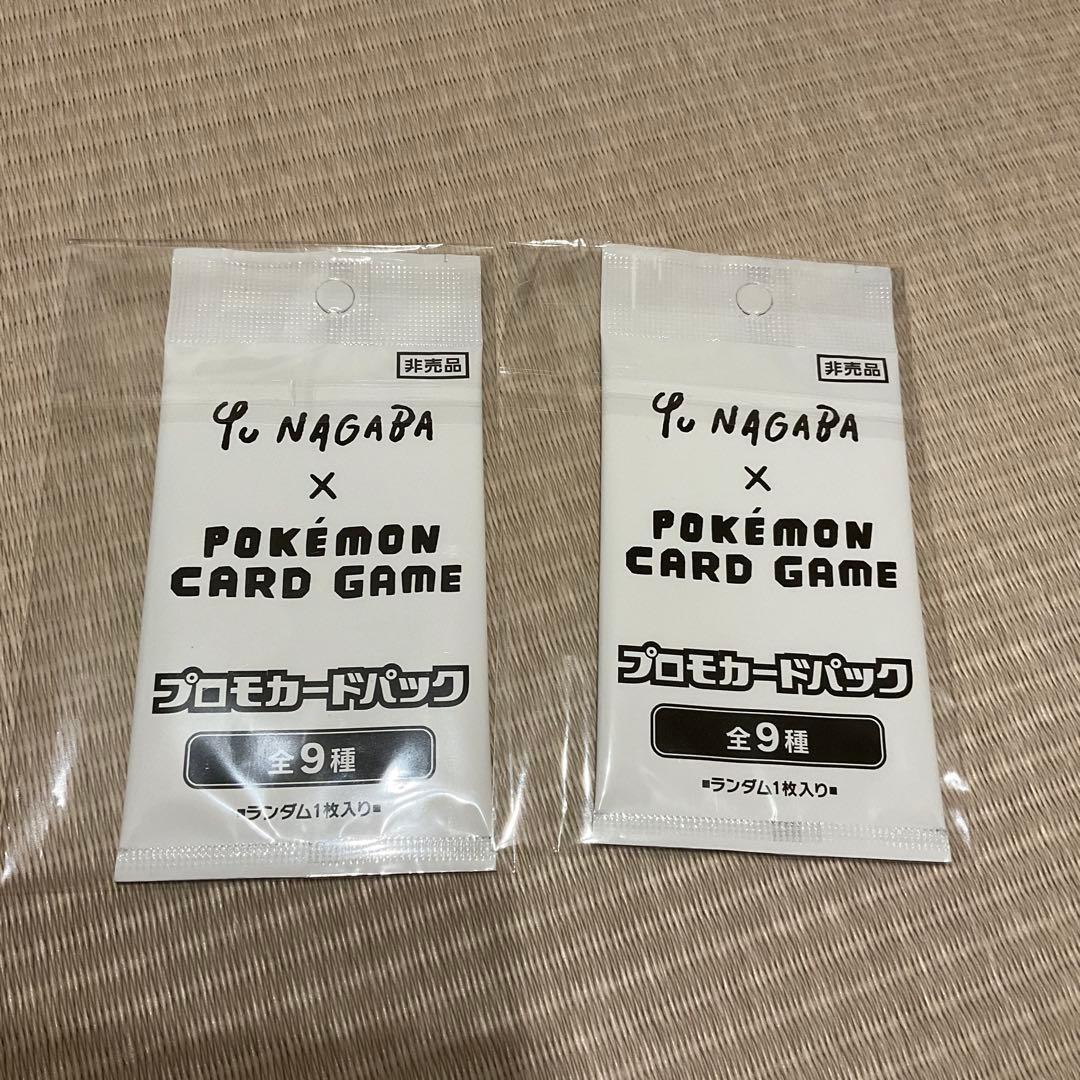 非売品
YU NAGABA
×
POKÉMON
CARD GAME
プロモカードパック
全9種
■ランダム1枚入り■
非売品
YU NAGABA
×
POKÉMON
CARD GAME
プロモカードパック
全9種
■ランダム1枚入り■